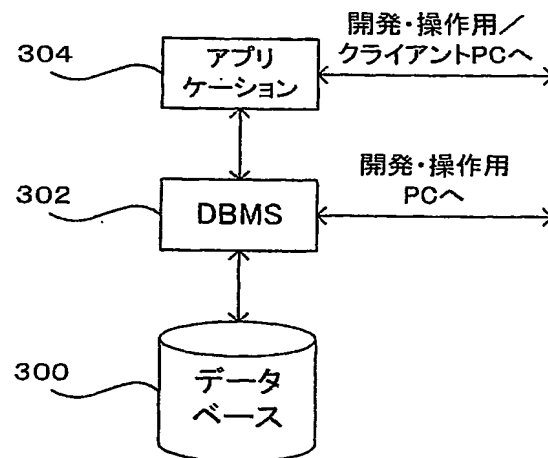 開発・操作用／
クライアントPCへ
304
アプリ
ケーション
開発・操作用
PCへ
302
DBMS
300
データ
ベース